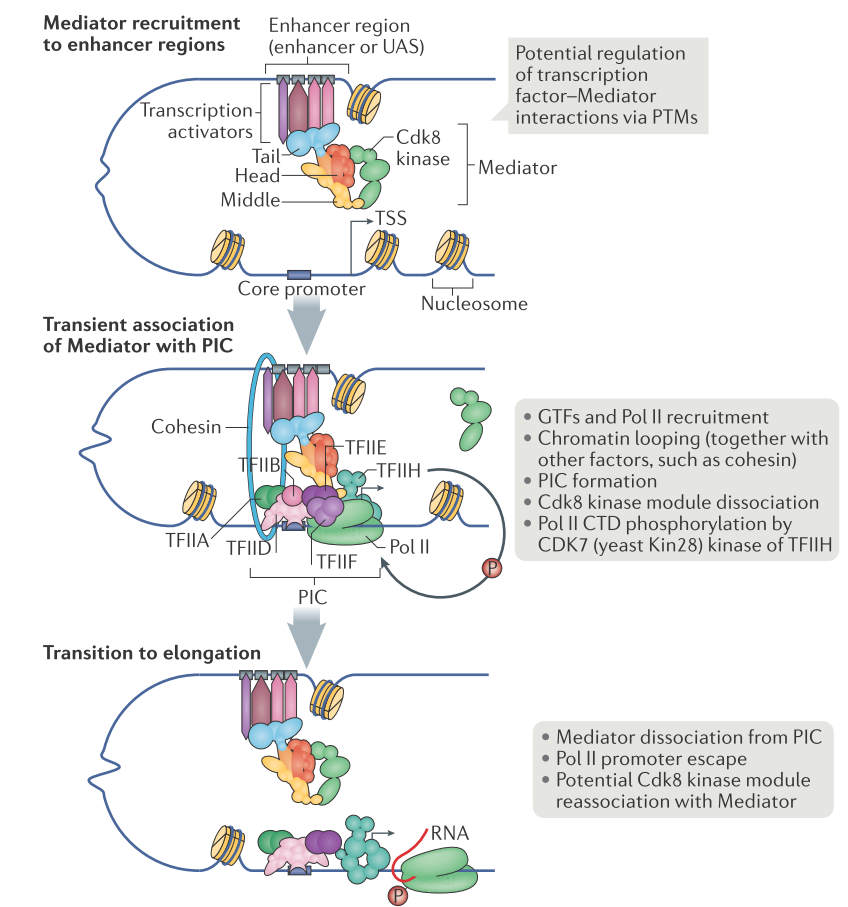 Mediator recruitment
to enhancer regions
Enhancer region
(enhancer or UAS)
Potential regulation
of transcription
factor–Mediator
interactions via PTMs
Transcription
activators
Cdk8
kinase
Tail
Head
Middle
Mediator
TSS
Core promoter
Nucleosome
Transient association
of Mediator with PIC
Cohesin
TFIIE
TFIIB
TFIIH
TFIIA
TFIID
TFIIF
Pol II
P
PIC
• GTFs and Pol II recruitment
• Chromatin looping (together with
other factors, such as cohesin)
• PIC formation
• Cdk8 kinase module dissociation
• Pol II CTD phosphorylation by
CDK7 (yeast Kin28) kinase of TFIIH
Transition to elongation
• Mediator dissociation from PIC
• Pol II promoter escape
• Potential Cdk8 kinase module
reassociation with Mediator
RNA
P